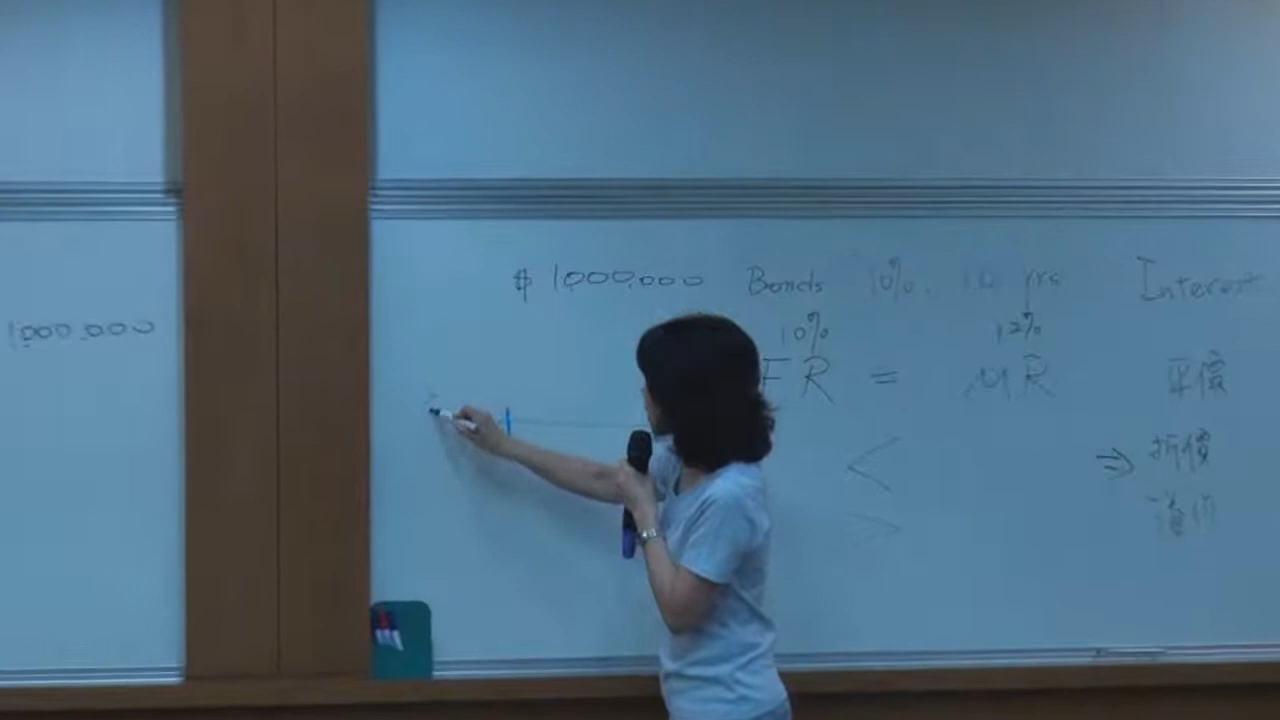 1,000,000
$ 1,000,000 Bonds 10%, 10 yrs Interest
10% 12%
FR = MR 平價
< ⇒ 折價
> 溢價